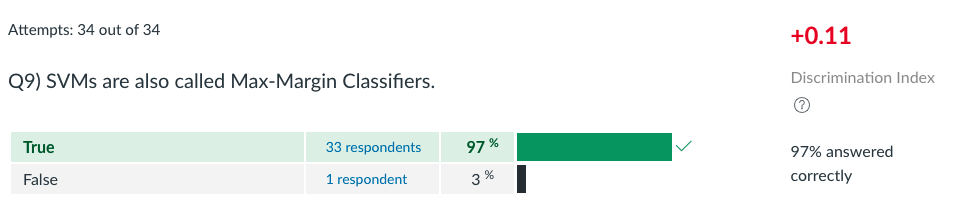 Attempts: 34 out of 34
+0.11
Q9) SVMs are also called Max-Margin Classifiers.
Discrimination Index
?
True 33 respondents 97 %
False 1 respondent 3 %
97% answered
correctly